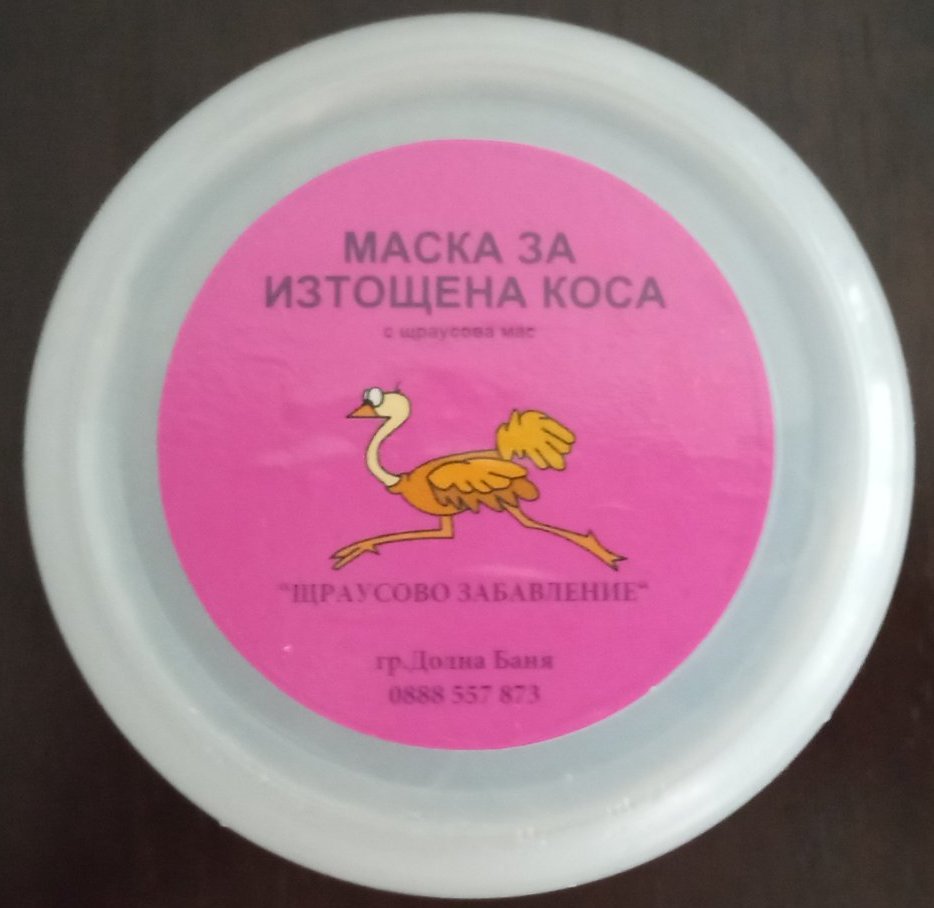 МАСКА ЗА
ИЗТОЩЕНА КОСА
с щраусова мас
"ЩРАУСОВО ЗАБАВЛЕНИЕ"
гр.Долна Баня
0888 557 873